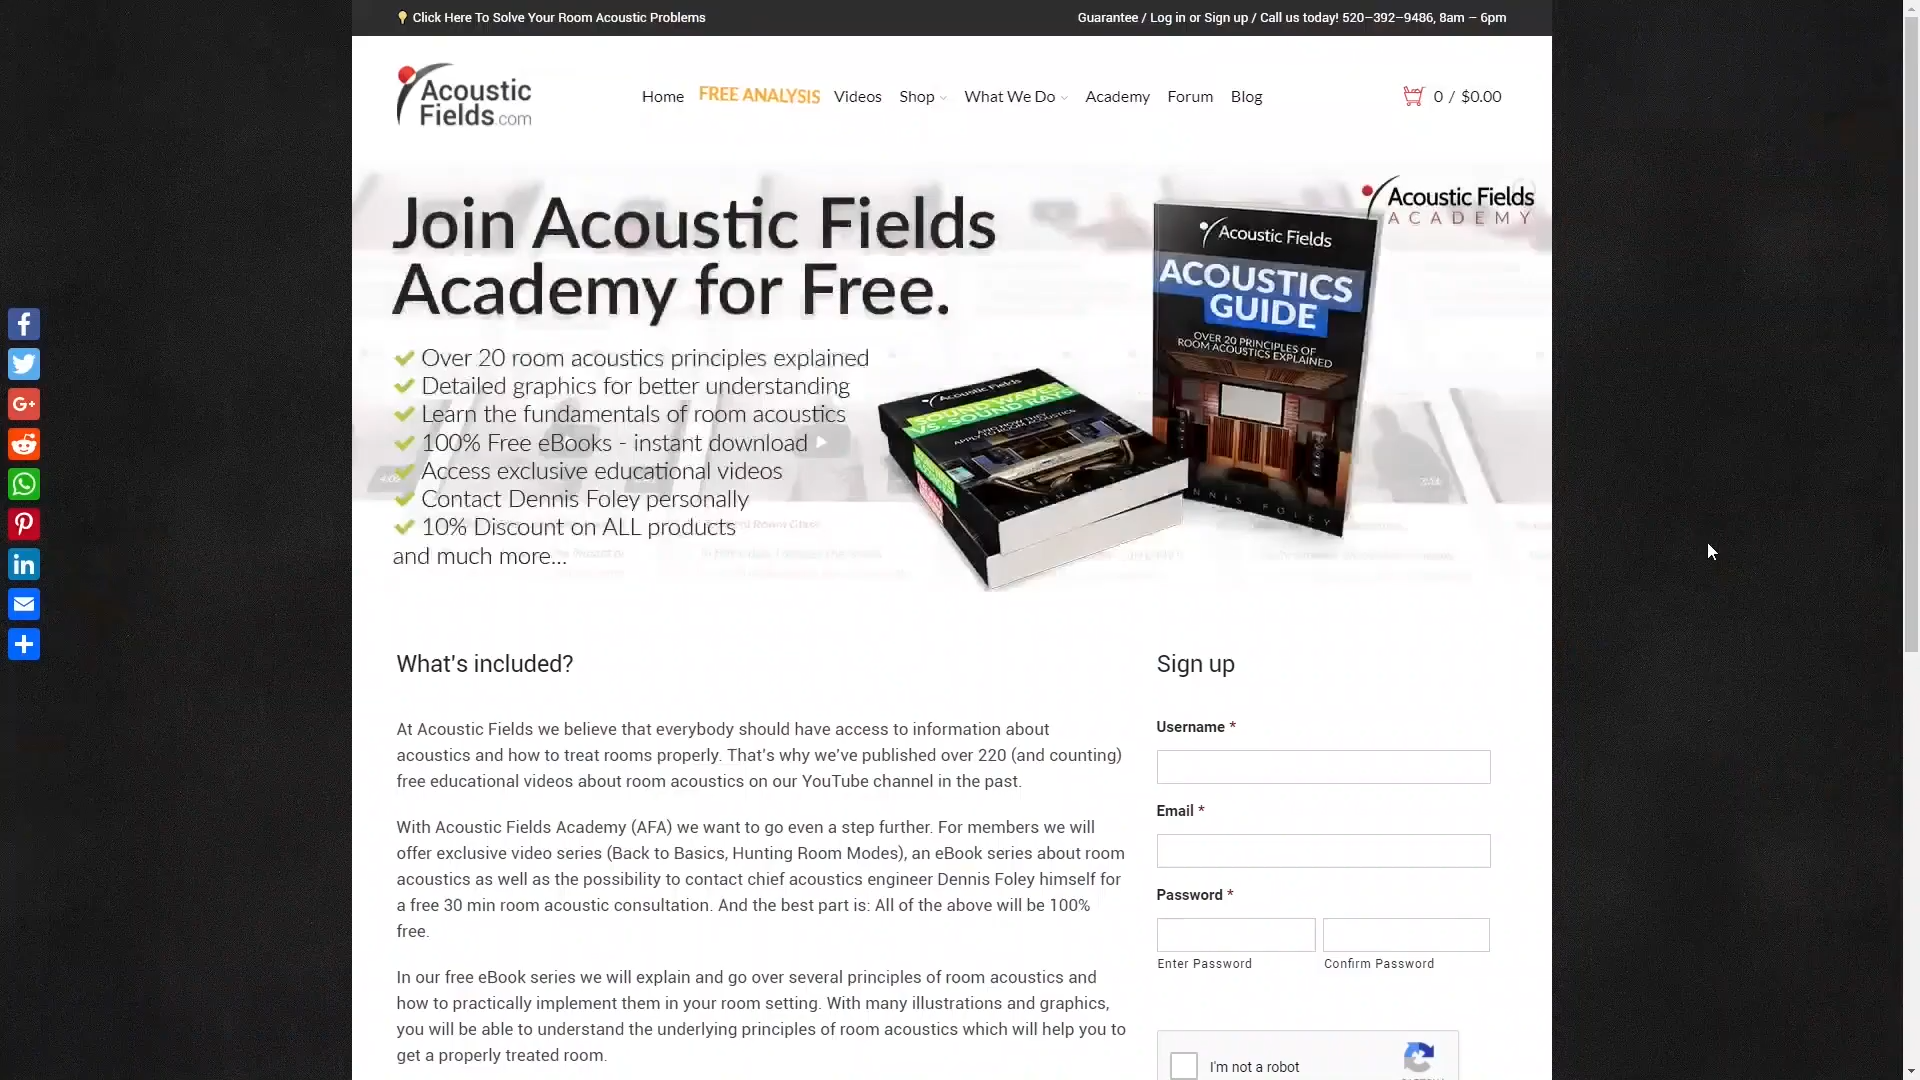 Click Here To Solve Your Room Acoustic Problems
Guarantee / Log in or Sign up / Call us today! 520–392–9486, 8am – 6pm
Acoustic
Fields.com
Home
FREE ANALYSIS
Videos
Shop
What We Do
Academy
Forum
Blog
0 / $0.00
Join Acoustic Fields
Academy for Free.
Over 20 room acoustics principles explained
Detailed graphics for better understanding
Learn the fundamentals of room acoustics
100% Free eBooks - instant download
Access exclusive educational videos
Contact Dennis Foley personally
10% Discount on ALL products
and much more...
Acoustic Fields
ACADEMY
Acoustic Fields
ACOUSTICS
GUIDE
OVER 20 PRINCIPLES OF
ROOM ACOUSTICS EXPLAINED
Acoustic Fields
SOUND WAVES
VS. SOUND RAYS
AND HOW THEY
APPLY TO ROOM ACOUSTICS
What's included?
At Acoustic Fields we believe that everybody should have access to information about
acoustics and how to treat rooms properly. That's why we've published over 220 (and counting)
free educational videos about room acoustics on our YouTube channel in the past.
With Acoustic Fields Academy (AFA) we want to go even a step further. For members we will
offer exclusive video series (Back to Basics, Hunting Room Modes), an eBook series about room
acoustics as well as the possibility to contact chief acoustics engineer Dennis Foley himself for
a free 30 min room acoustic consultation. And the best part is: All of the above will be 100%
free.
In our free eBook series we will explain and go over several principles of room acoustics and
how to practically implement them in your room setting. With many illustrations and graphics,
you will be able to understand the underlying principles of room acoustics which will help you to
get a properly treated room.
Sign up
Username *
Email *
Password *
Enter Password
Confirm Password
I'm not a robot